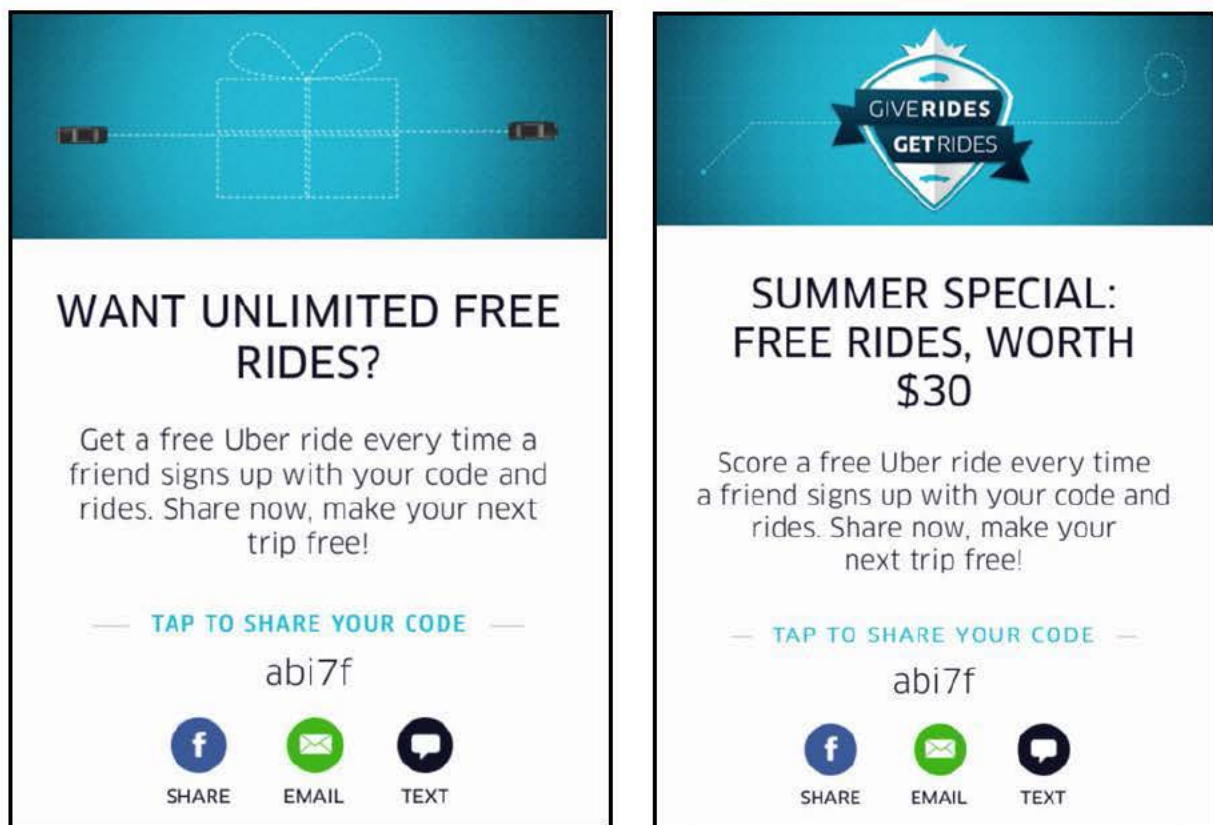 WANT UNLIMITED FREE
RIDES?
Get a free Uber ride every time a
friend signs up with your code and
rides. Share now, make your next
trip free!
TAP TO SHARE YOUR CODE
abi7f
f
SHARE
EMAIL
TEXT
GIVERIDES
GETRIDES
SUMMER SPECIAL:
FREE RIDES, WORTH
$30
Score a free Uber ride every time
a friend signs up with your code and
rides. Share now, make your
next trip free!
TAP TO SHARE YOUR CODE
abi7f
f
SHARE
EMAIL
TEXT